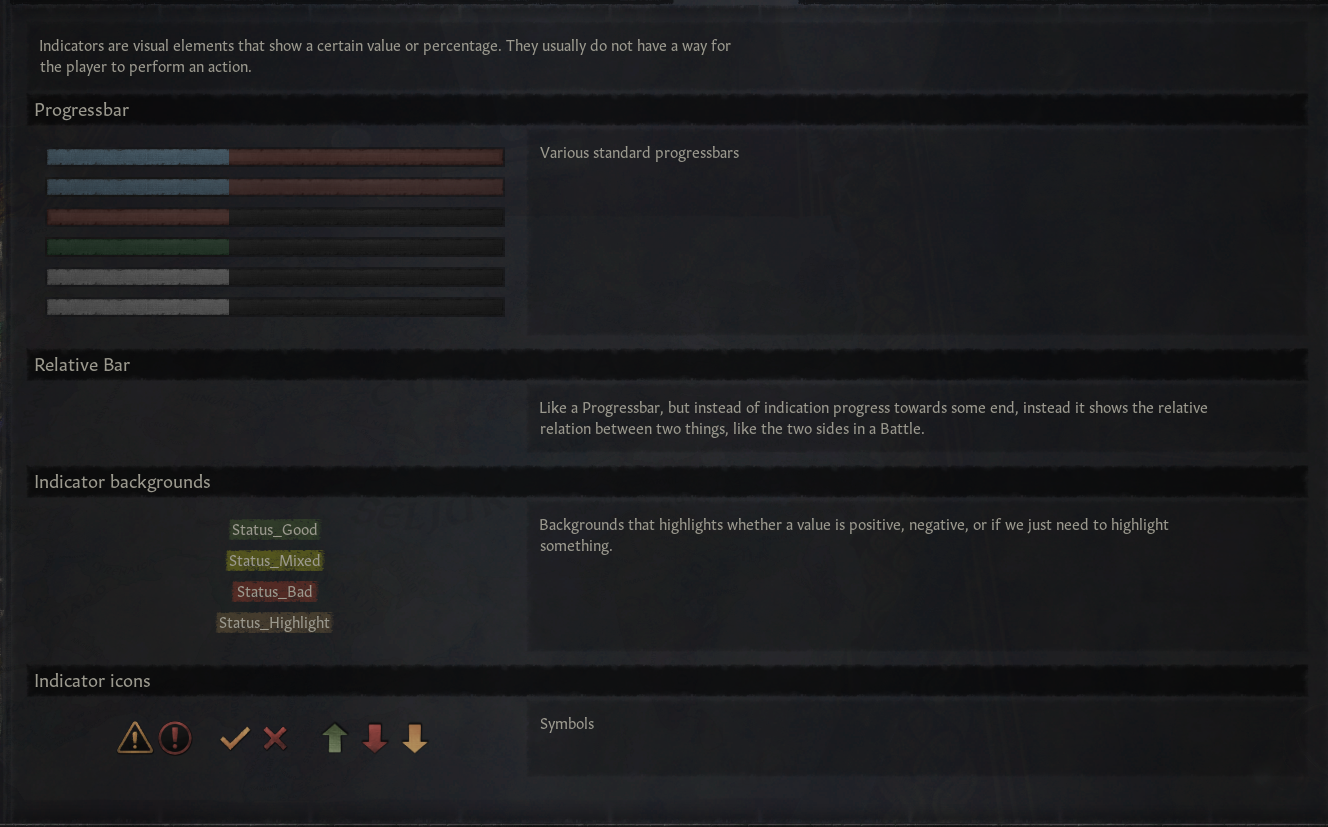 Indicators are visual elements that show a certain value or percentage. They usually do not have a way for
the player to perform an action.
Progressbar
Various standard progressbars
Relative Bar
Like a Progressbar, but instead of indication progress towards some end, instead it shows the relative
relation between two things, like the two sides in a Battle.
Indicator backgrounds
Status_Good
Status_Mixed
Status_Bad
Status_Highlight
Backgrounds that highlights whether a value is positive, negative, or if we just need to highlight
something.
Indicator icons
Symbols